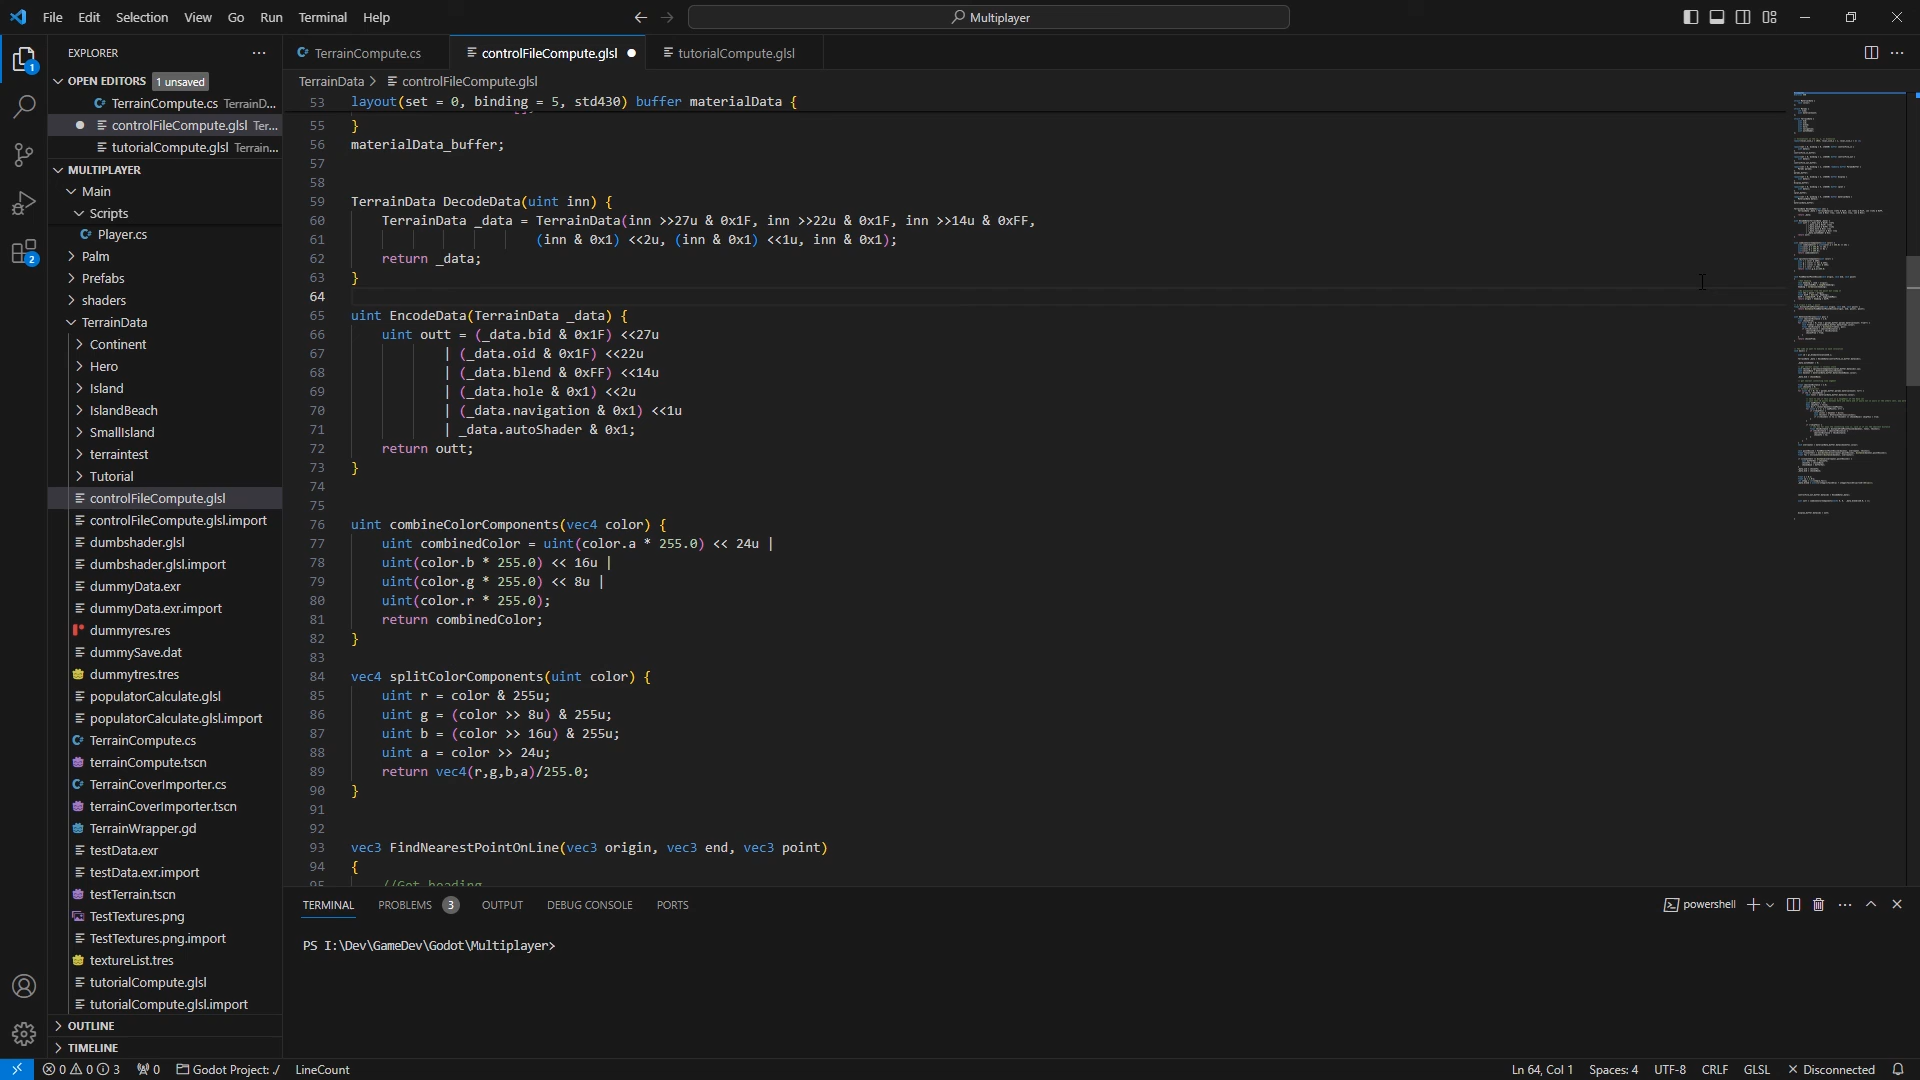 File Edit Selection View Go Run Terminal Help
Multiplayer
EXPLORER
OPEN EDITORS 1 unsaved
TerrainCompute.cs TerrainD...
controlFileCompute.glsl Ter...
tutorialCompute.glsl Terrain...
MULTIPLAYER
Main
Scripts
Player.cs
Palm
Prefabs
shaders
TerrainData
Continent
Hero
Island
IslandBeach
SmallIsland
terraintest
Tutorial
controlFileCompute.glsl
controlFileCompute.glsl.import
dumbshader.glsl
dumbshader.glsl.import
dummyData.exr
dummyData.exr.import
dummyres.res
dummySave.dat
dummytres.tres
populatorCalculate.glsl
populatorCalculate.glsl.import
TerrainCompute.cs
terrainCompute.tscn
TerrainCoverImporter.cs
terrainCoverImporter.tscn
TerrainWrapper.gd
testData.exr
testData.exr.import
testTerrain.tscn
TestTextures.png
TestTextures.png.import
textureList.tres
tutorialCompute.glsl
tutorialCompute.glsl.import
OUTLINE
TIMELINE
TerrainCompute.cs controlFileCompute.glsl tutorialCompute.glsl
TerrainData > controlFileCompute.glsl
53 layout(set = 0, binding = 5, std430) buffer materialData {
55 }
56 materialData_buffer;
57
58
59 TerrainData DecodeData(uint inn) {
60 TerrainData _data = TerrainData(inn >>27u & 0x1F, inn >>22u & 0x1F, inn >>14u & 0xFF,
61 (inn & 0x1) <<2u, (inn & 0x1) <<1u, inn & 0x1);
62 return _data;
63 }
64
65 uint EncodeData(TerrainData _data) {
66 uint outt = (_data.bid & 0x1F) <<27u
67 | (_data.oid & 0x1F) <<22u
68 | (_data.blend & 0xFF) <<14u
69 | (_data.hole & 0x1) <<2u
70 | (_data.navigation & 0x1) <<1u
71 | _data.autoShader & 0x1;
72 return outt;
73 }
74
75
76 uint combineColorComponents(vec4 color) {
77 uint combinedColor = uint(color.a * 255.0) << 24u |
78 uint(color.b * 255.0) << 16u |
79 uint(color.g * 255.0) << 8u |
80 uint(color.r * 255.0);
81 return combinedColor;
82 }
83
84 vec4 splitColorComponents(uint color) {
85 uint r = color & 255u;
86 uint g = (color >> 8u) & 255u;
87 uint b = (color >> 16u) & 255u;
88 uint a = color >> 24u;
89 return vec4(r,g,b,a)/255.0;
90 }
91
92
93 vec3 FindNearestPointOnLine(vec3 origin, vec3 end, vec3 point)
94 {
95 //Get heading
TERMINAL PROBLEMS 3 OUTPUT DEBUG CONSOLE PORTS
powershell
PS I:\Dev\GameDev\Godot\Multiplayer>
0 0 3 0 Godot Project: ./ LineCount
Ln 64, Col 1 Spaces: 4 UTF-8 CRLF GLSL Disconnected
1
2